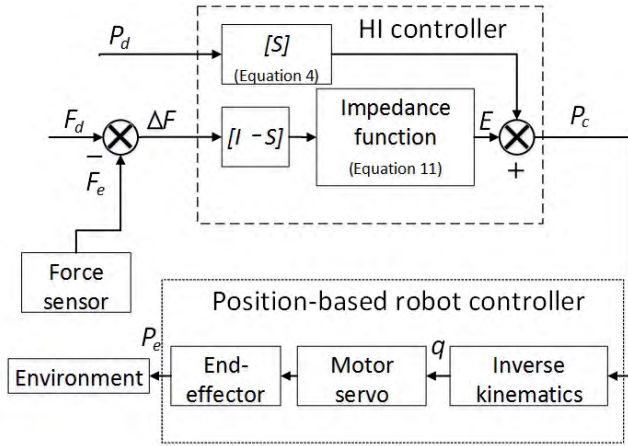 P_d
[S]
(Equation 4)
HI controller
F_d
−
ΔF
F_e
[I − S]
Impedance
function
(Equation 11)
E
+
P_c
Force
sensor
Position-based robot controller
P_e
Environment
End-
effector
Motor
servo
q
Inverse
kinematics